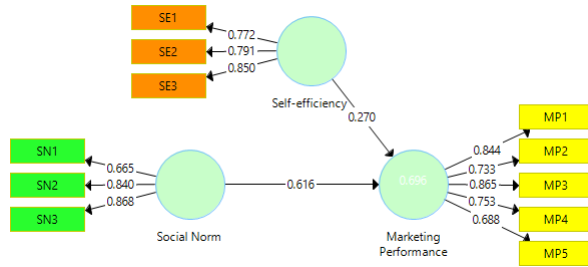 SE1
SE2
SE3
0.772
0.791
0.850
Self-efficiency
0.270
SN1
SN2
SN3
0.665
0.840
0.868
Social Norm
0.616
0.696
Marketing
Performance
0.844
0.733
0.865
0.753
0.688
MP1
MP2
MP3
MP4
MP5